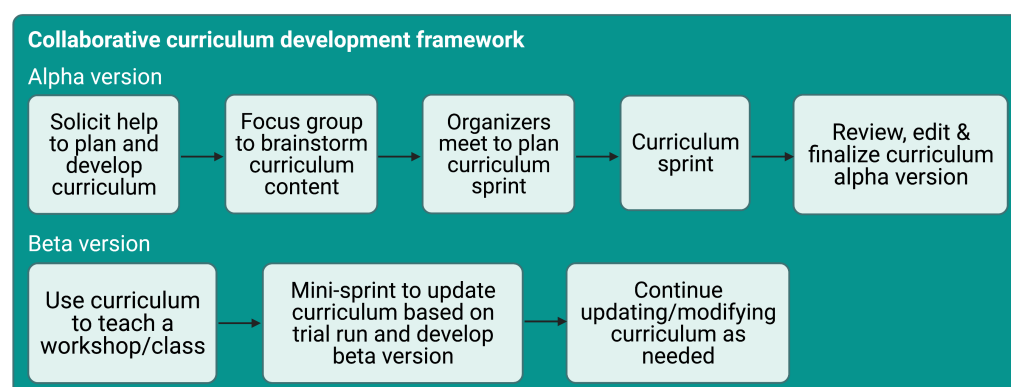 Collaborative curriculum development framework
Alpha version
Solicit help
to plan and
develop
curriculum
Focus group
to brainstorm
curriculum
content
Organizers
meet to plan
curriculum
sprint
Curriculum
sprint
Review, edit &
finalize curriculum
alpha version
Beta version
Use curriculum
to teach a
workshop/class
Mini-sprint to update
curriculum based on
trial run and develop
beta version
Continue
updating/modifying
curriculum as
needed